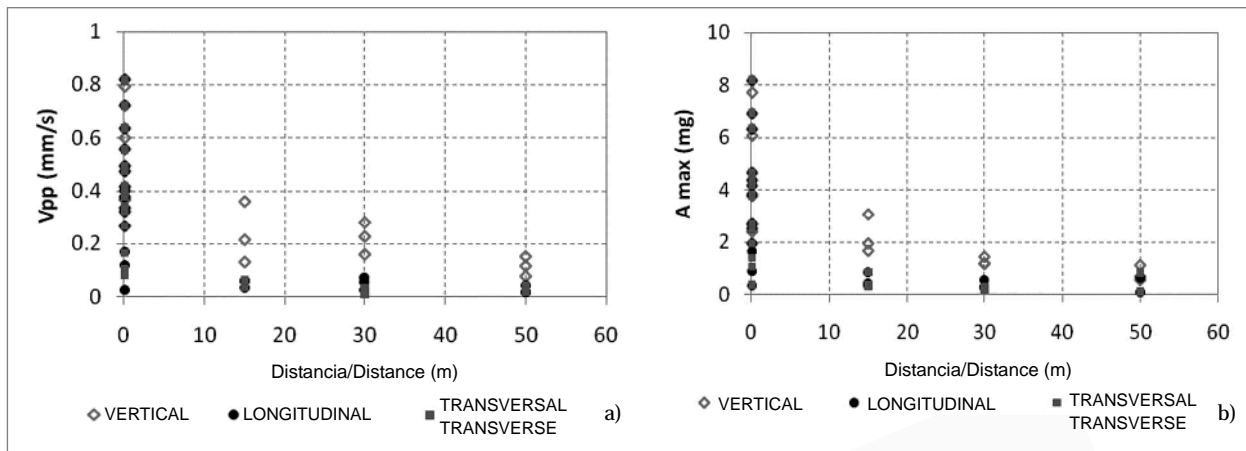 1
0.8
0.6
0.4
0.2
0
Vpp (mm/s)
0 10 20 30 40 50 60
Distancia/Distance (m)
VERTICAL LONGITUDINAL TRANSVERSAL
TRANSVERSE
a)
10
8
6
4
2
0
A max (mg)
0 10 20 30 40 50 60
Distancia/Distance (m)
VERTICAL LONGITUDINAL TRANSVERSAL
TRANSVERSE
b)